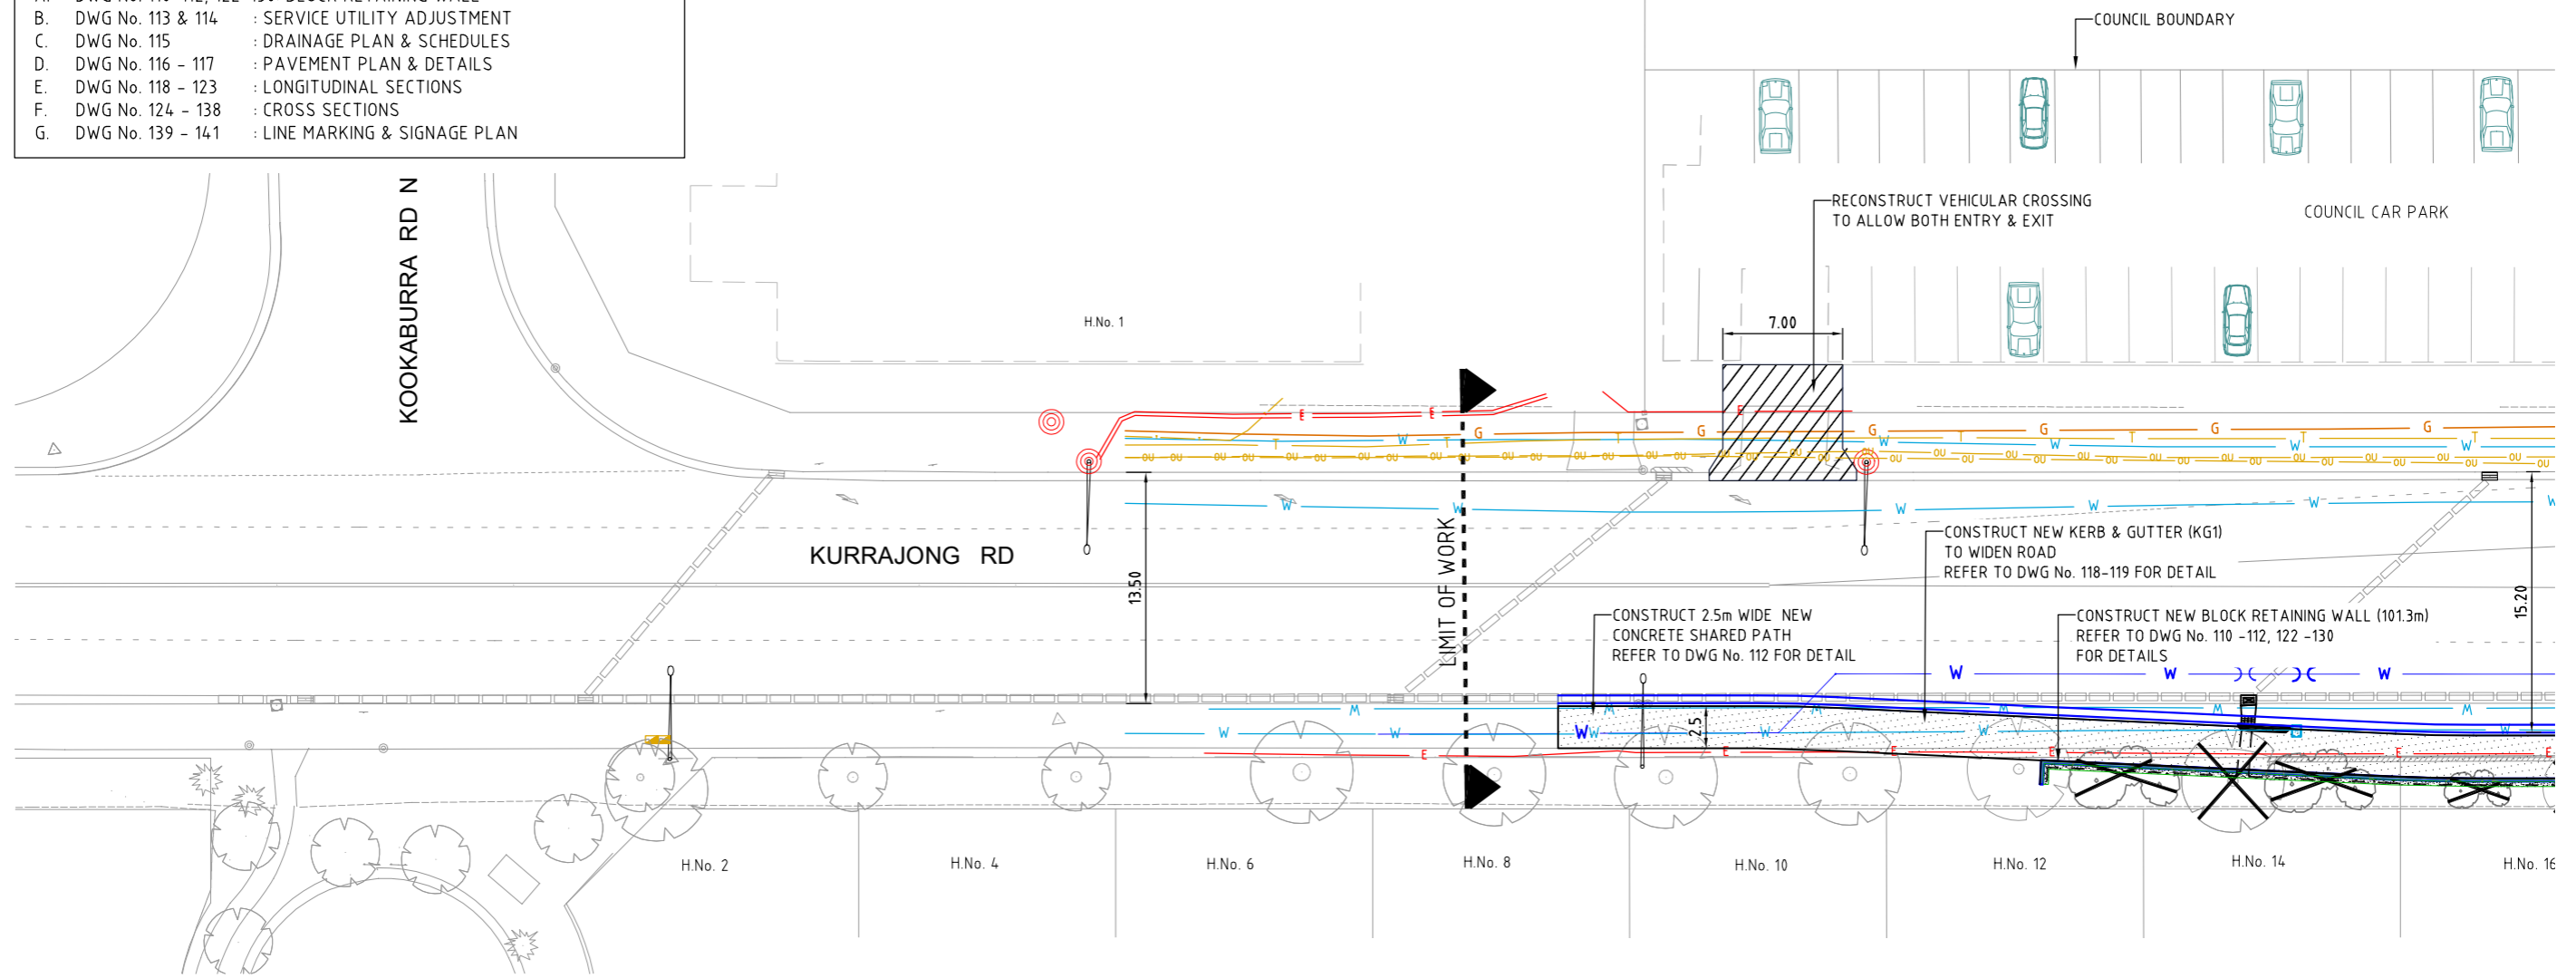 B. DWG No. 113 & 114 : SERVICE UTILITY ADJUSTMENT
C. DWG No. 115 : DRAINAGE PLAN & SCHEDULES
D. DWG No. 116 - 117 : PAVEMENT PLAN & DETAILS
E. DWG No. 118 - 123 : LONGITUDINAL SECTIONS
F. DWG No. 124 - 138 : CROSS SECTIONS
G. DWG No. 139 - 141 : LINE MARKING & SIGNAGE PLAN
COUNCIL BOUNDARY
KOOKABURRA RD N
RECONSTRUCT VEHICULAR CROSSING
TO ALLOW BOTH ENTRY & EXIT
COUNCIL CAR PARK
H.No. 1
7.00
KURRAJONG RD
13.50
LIMIT OF WORK
CONSTRUCT NEW KERB & GUTTER (KG1)
TO WIDEN ROAD
REFER TO DWG No. 118-119 FOR DETAIL
CONSTRUCT 2.5m WIDE NEW
CONCRETE SHARED PATH
REFER TO DWG No. 112 FOR DETAIL
CONSTRUCT NEW BLOCK RETAINING WALL (101.3m)
REFER TO DWG No. 110 -112, 122 -130
FOR DETAILS
15.20
2.5
H.No. 2
H.No. 4
H.No. 6
H.No. 8
H.No. 10
H.No. 12
H.No. 14
H.No. 16